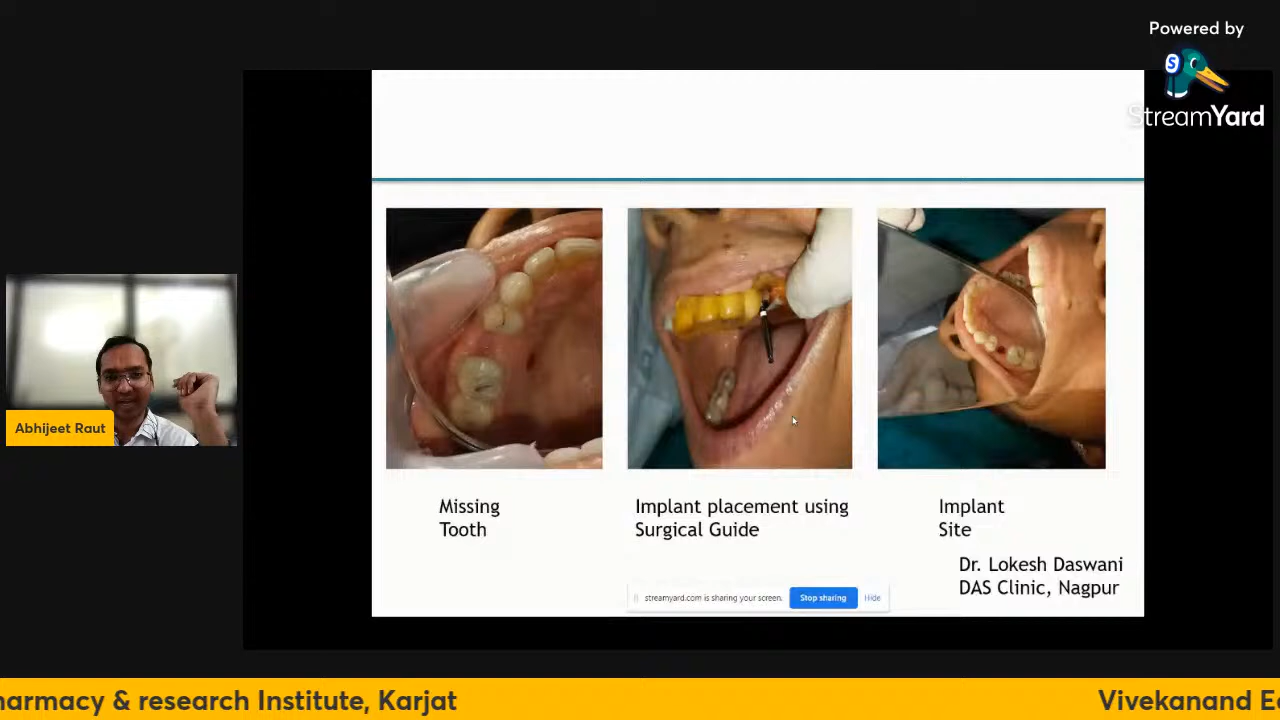 Powered by
StreamYard
Abhijeet Raut
Missing
Tooth
Implant placement using
Surgical Guide
Implant
Site
Dr. Lokesh Daswani
DAS Clinic, Nagpur
streamyard.com is sharing your screen.
Stop sharing
Hide
harmacy & research Institute, Karjat
Vivekanand E